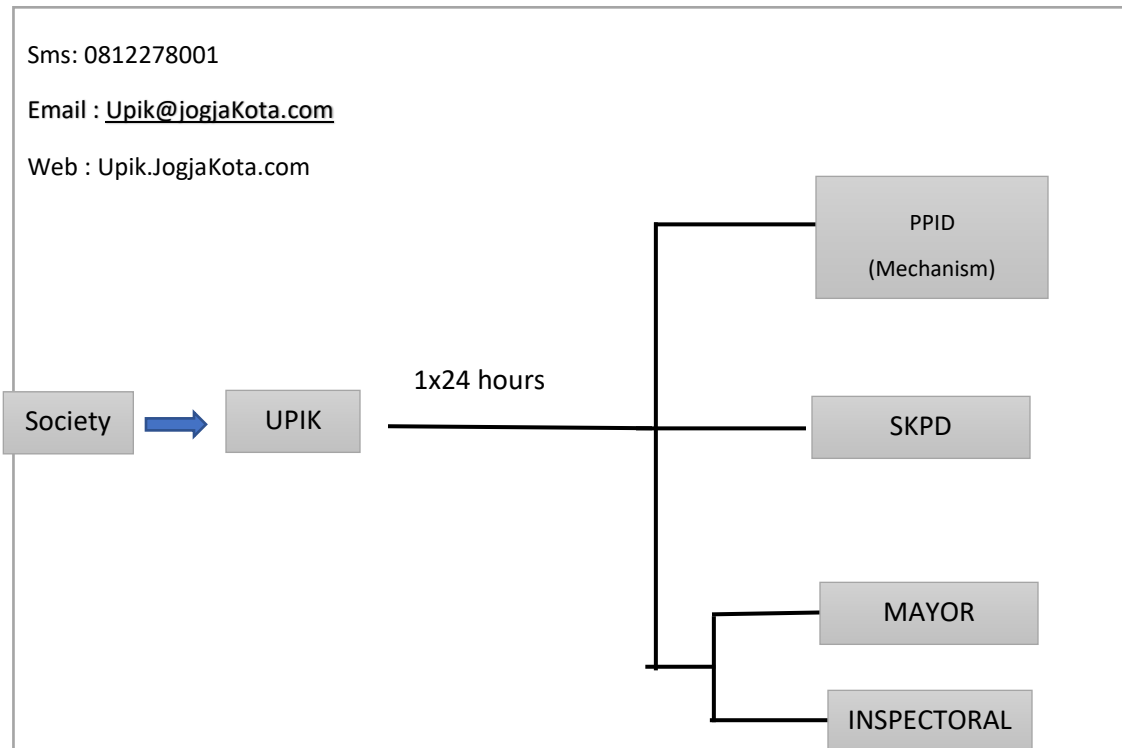 Sms: 0812278001
Email : Upik@jogjaKota.com
Web : Upik.JogjaKota.com
PPID
(Mechanism)
1x24 hours
Society
UPIK
SKPD
MAYOR
INSPECTORAL